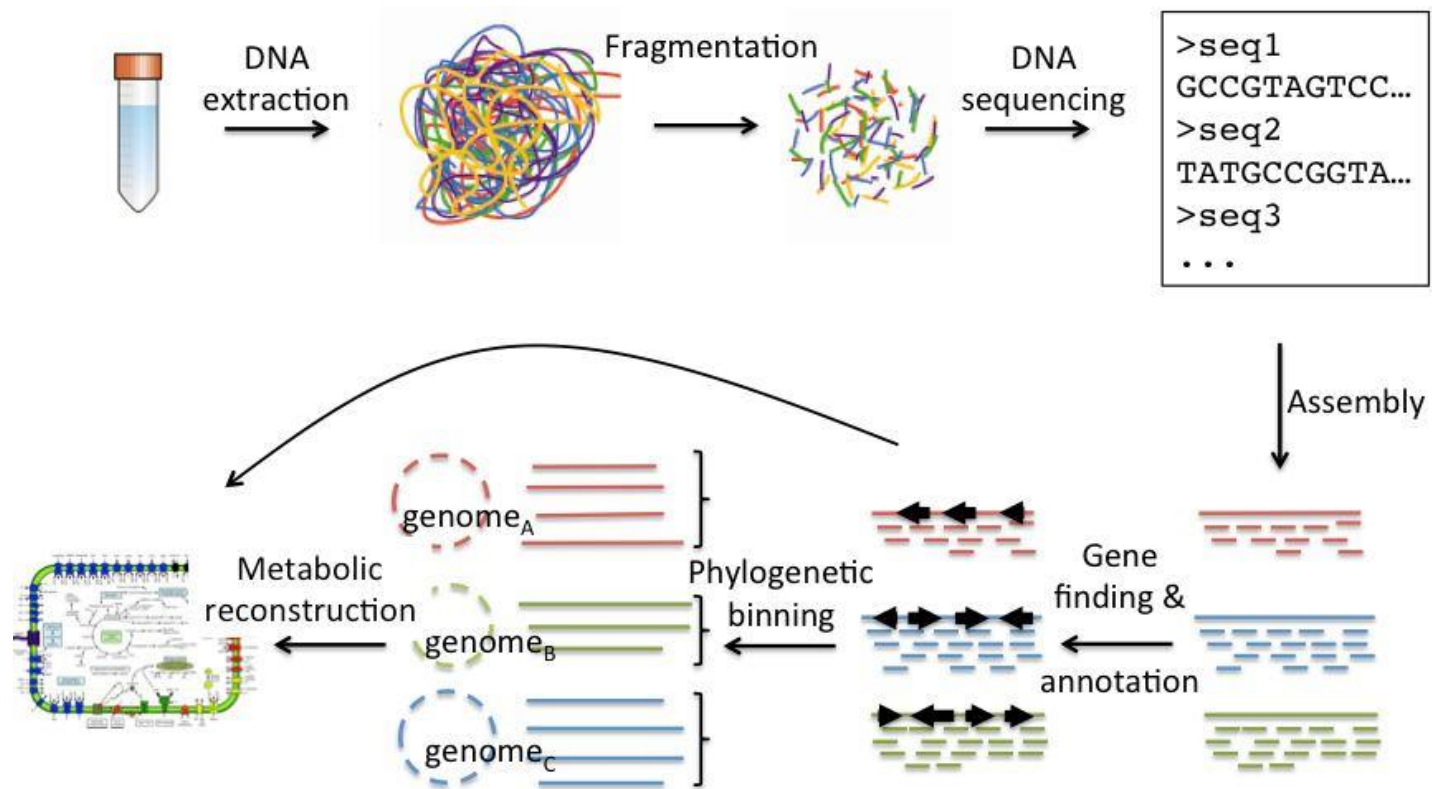 DNA
extraction
Fragmentation
DNA
sequencing
>seq1
GCCGTAGTCC...
>seq2
TATGCCGGTA...
>seq3
...
Assembly
Gene
finding &
annotation
Phylogenetic
binning
genomeA
genomeB
genomeC
Metabolic
reconstruction